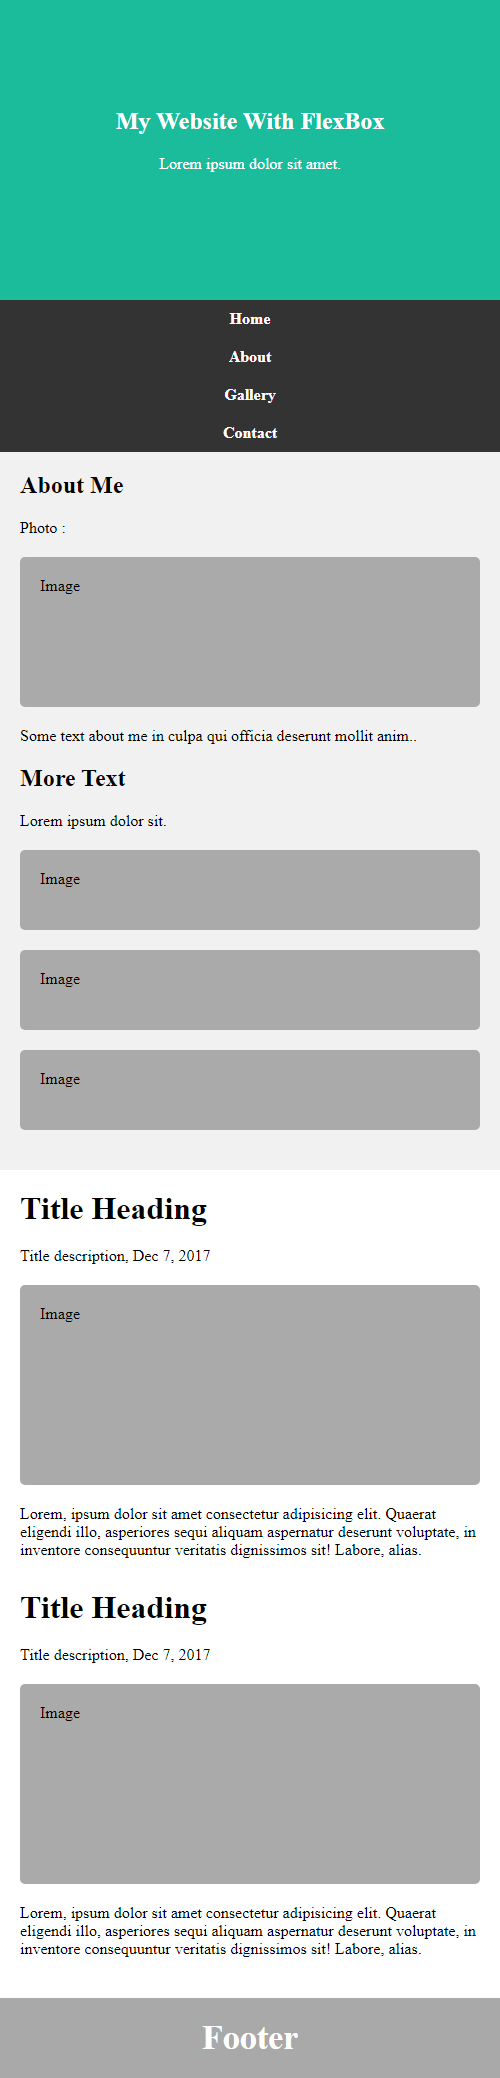 My Website With FlexBox
Lorem ipsum dolor sit amet.
Home
About
Gallery
Contact
About Me
Photo :
Image
Some text about me in culpa qui officia deserunt mollit anim..
More Text
Lorem ipsum dolor sit.
Image
Image
Image
Title Heading
Title description, Dec 7, 2017
Image
Lorem, ipsum dolor sit amet consectetur adipisicing elit. Quaerat
eligendi illo, asperiores sequi aliquam aspernatur deserunt voluptate, in
inventore consequuntur veritatis dignissimos sit! Labore, alias.
Title Heading
Title description, Dec 7, 2017
Image
Lorem, ipsum dolor sit amet consectetur adipisicing elit. Quaerat
eligendi illo, asperiores sequi aliquam aspernatur deserunt voluptate, in
inventore consequuntur veritatis dignissimos sit! Labore, alias.
Footer